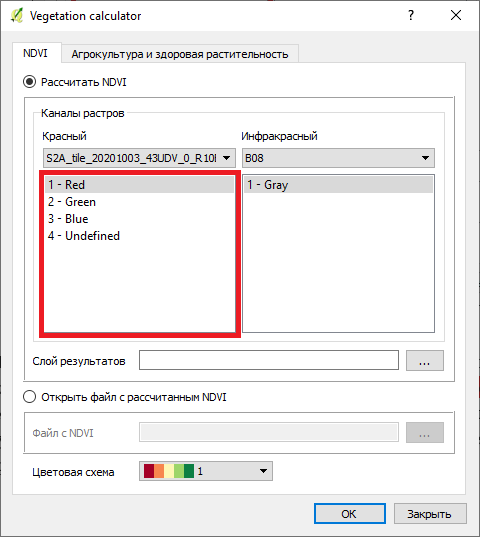 Vegetation calculator
?
NDVI
Агрокультура и здоровая растительность
Рассчитать NDVI
Каналы растров
Красный
Инфракрасный
S2A_tile_20201003_43UDV_0_R10
B08
1 - Red
2 - Green
3 - Blue
4 - Undefined
1 - Gray
Слой результатов
...
Открыть файл с рассчитанным NDVI
Файл с NDVI
...
Цветовая схема
1
OK
Закрыть